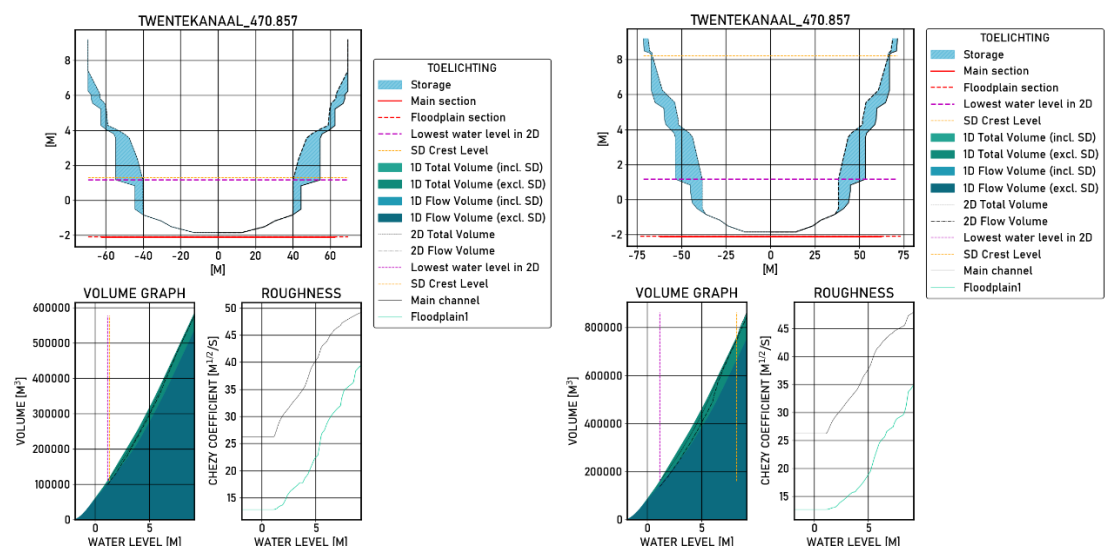 TWENTEKANAAL_470.857
8
6
4
2
0
−2
[M]
−60
−40
−20
0
20
40
60
[M]
TOELICHTING
Storage
Main section
Floodplain section
Lowest water level in 2D
SD Crest Level
1D Total Volume (incl. SD)
1D Total Volume (excl. SD)
1D Flow Volume (incl. SD)
1D Flow Volume (excl. SD)
2D Total Volume
2D Flow Volume
Lowest water level in 2D
SD Crest Level
Main channel
Floodplain1
VOLUME GRAPH
600000
500000
400000
300000
200000
100000
0
VOLUME [M³]
0
5
WATER LEVEL [M]
ROUGHNESS
50
45
40
35
30
25
20
15
CHEZY COEFFICIENT [M^1/2/S]
0
5
WATER LEVEL [M]
TWENTEKANAAL_470.857
8
6
4
2
0
−2
[M]
−75
−50
−25
0
25
50
75
[M]
TOELICHTING
Storage
Main section
Floodplain section
Lowest water level in 2D
SD Crest Level
1D Total Volume (incl. SD)
1D Total Volume (excl. SD)
1D Flow Volume (incl. SD)
1D Flow Volume (excl. SD)
2D Total Volume
2D Flow Volume
Lowest water level in 2D
SD Crest Level
Main channel
Floodplain1
VOLUME GRAPH
800000
600000
400000
200000
0
VOLUME [M³]
0
5
WATER LEVEL [M]
ROUGHNESS
45
40
35
30
25
20
15
CHEZY COEFFICIENT [M^1/2/S]
0
5
WATER LEVEL [M]